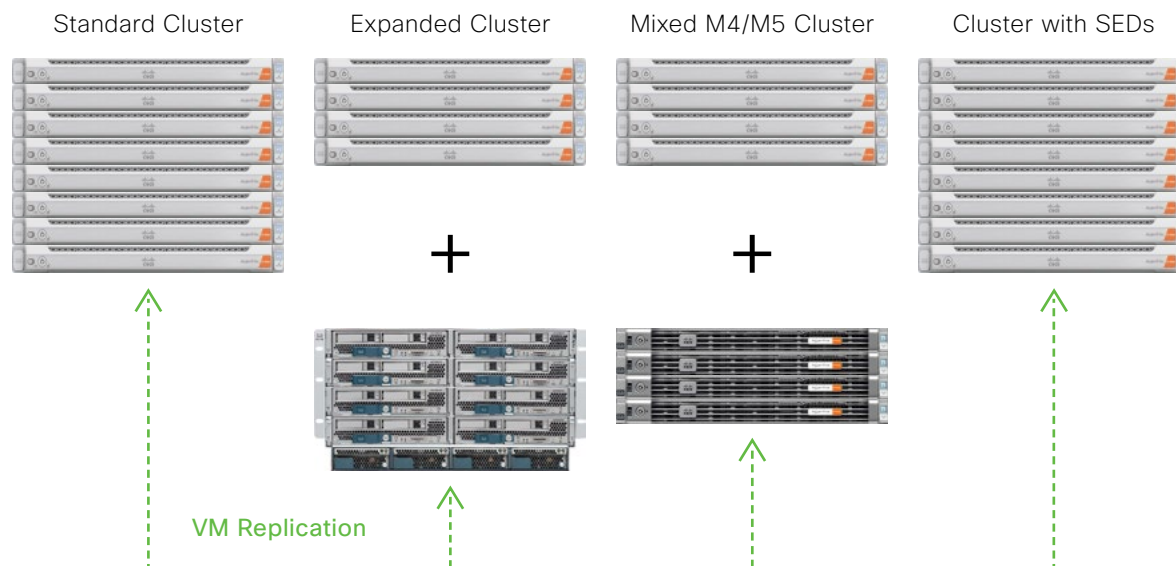 Standard Cluster
Expanded Cluster
Mixed M4/M5 Cluster
Cluster with SEDs
VM Replication